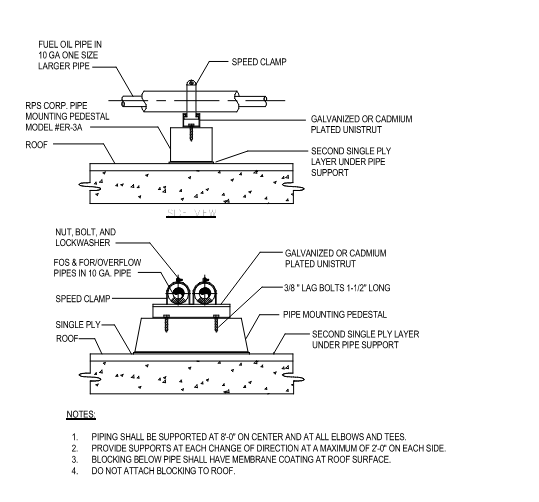 FUEL OIL PIPE IN
10 GA ONE SIZE
LARGER PIPE
SPEED CLAMP
RPS CORP. PIPE
MOUNTING PEDESTAL
MODEL #ER-3A
GALVANIZED OR CADMIUM
PLATED UNISTRUT
ROOF
SECOND SINGLE PLY
LAYER UNDER PIPE
SUPPORT
SIDE VIEW
NUT, BOLT, AND
LOCKWASHER
GALVANIZED OR CADMIUM
PLATED UNISTRUT
FOS & FOR/OVERFLOW
PIPES IN 10 GA. PIPE
3/8 " LAG BOLTS 1-1/2" LONG
SPEED CLAMP
PIPE MOUNTING PEDESTAL
SINGLE PLY
ROOF
SECOND SINGLE PLY LAYER
UNDER PIPE SUPPORT
NOTES:
1. PIPING SHALL BE SUPPORTED AT 8'-0" ON CENTER AND AT ALL ELBOWS AND TEES.
2. PROVIDE SUPPORTS AT EACH CHANGE OF DIRECTION AT A MAXIMUM OF 2'-0" ON EACH SIDE.
3. BLOCKING BELOW PIPE SHALL HAVE MEMBRANE COATING AT ROOF SURFACE.
4. DO NOT ATTACH BLOCKING TO ROOF.